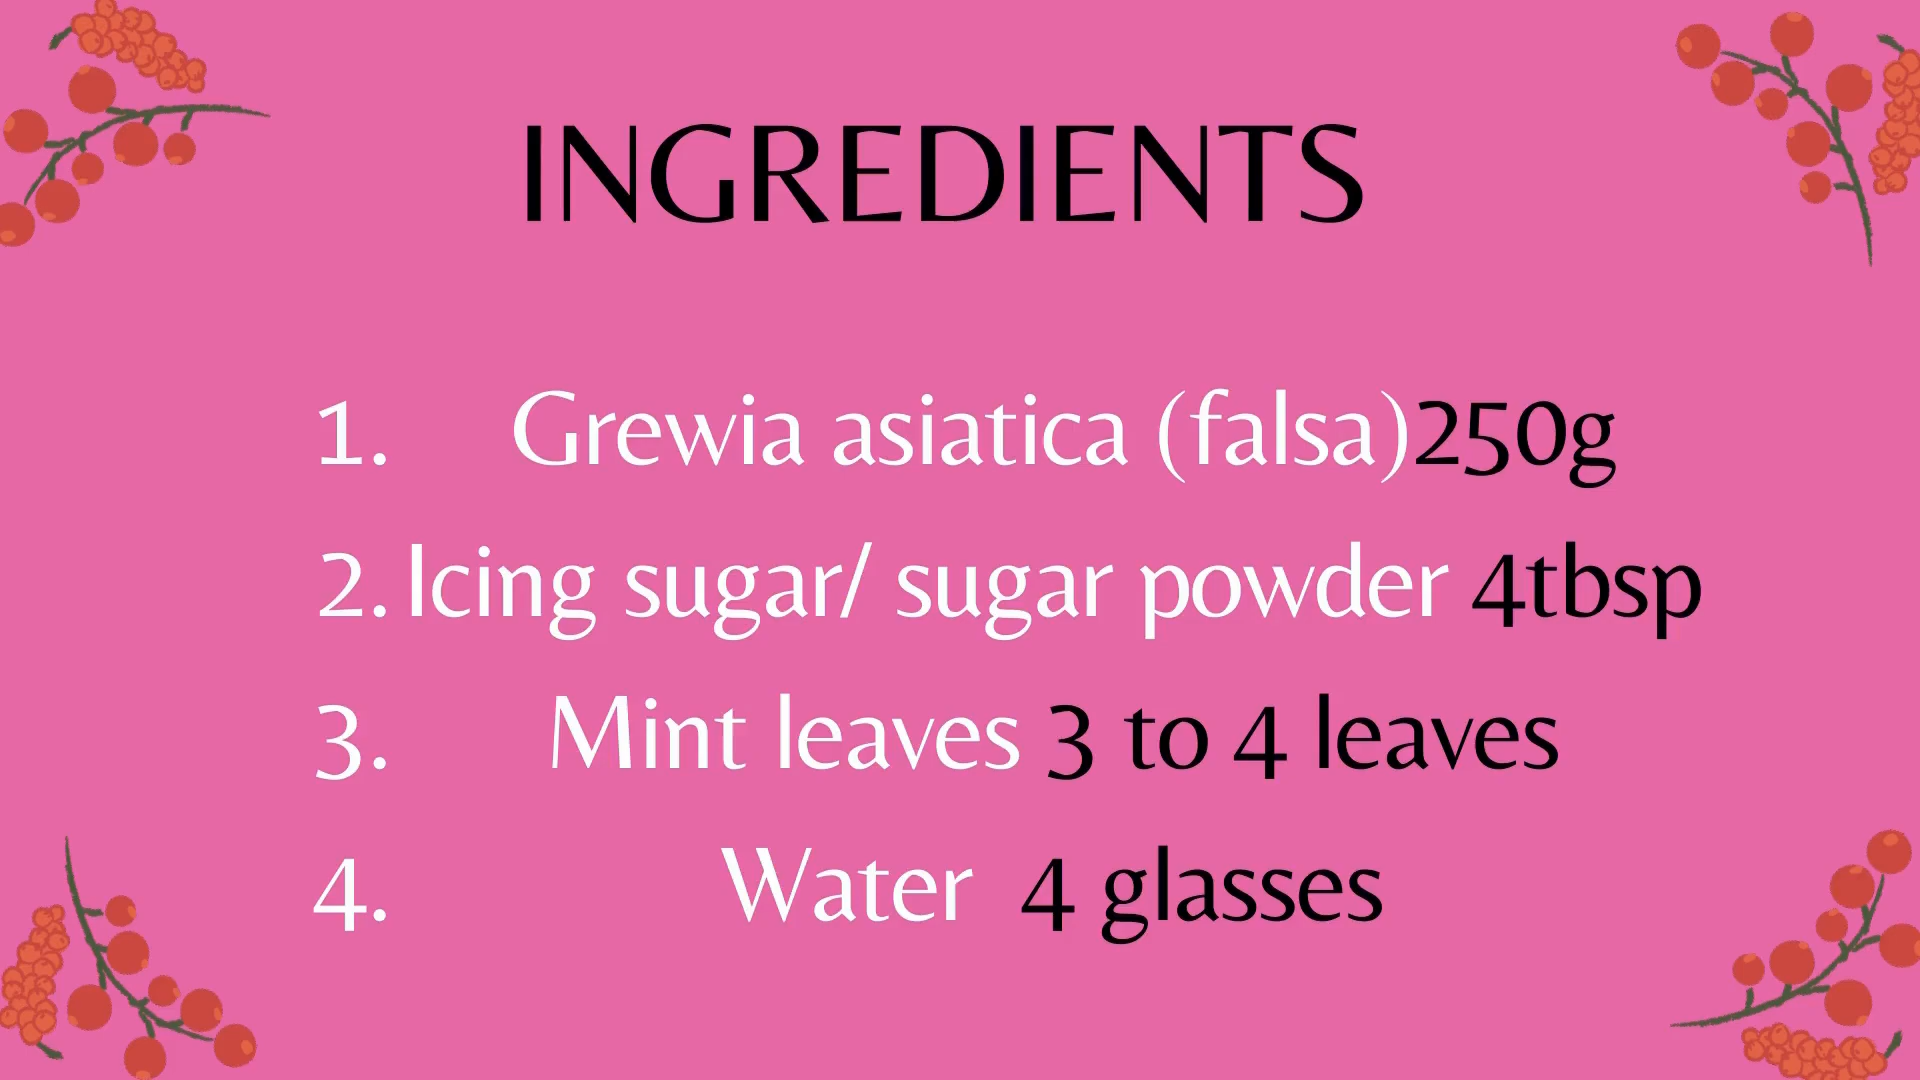 INGREDIENTS
1. Grewia asiatica (falsa)250g
2. Icing sugar/ sugar powder 4tbsp
3. Mint leaves 3 to 4 leaves
4. Water 4 glasses